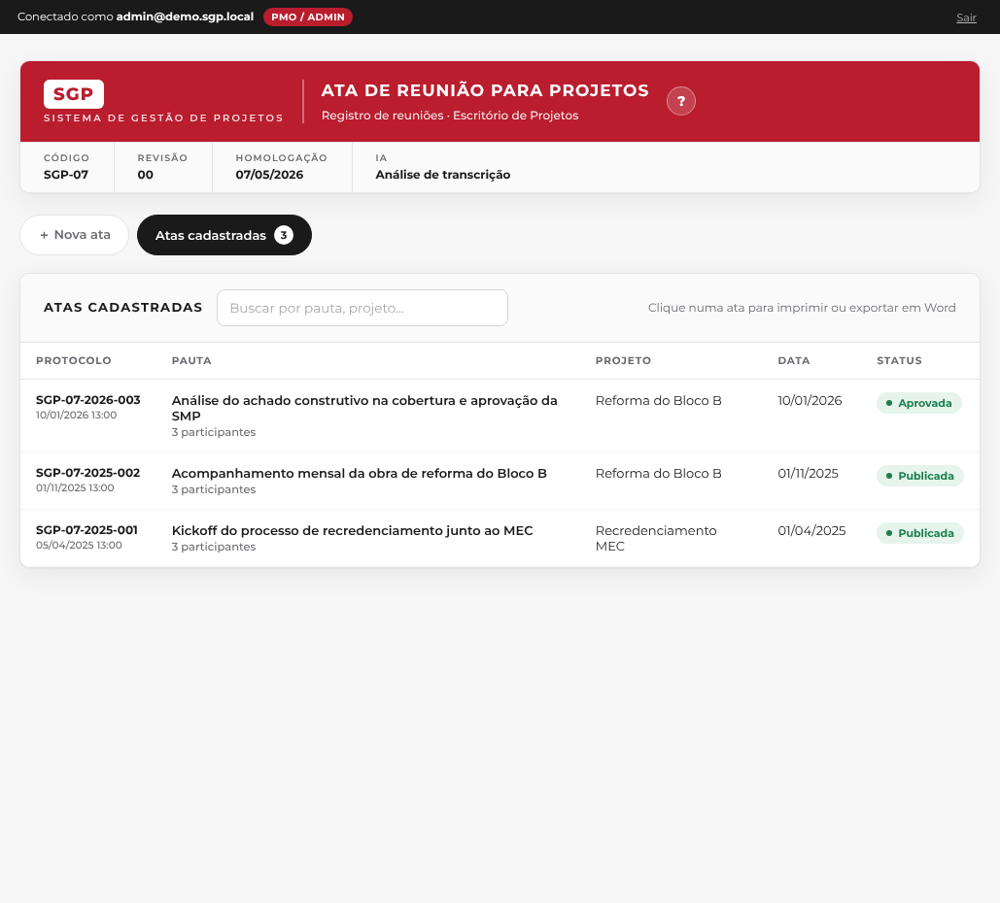 Conectado como admin@demo.sgp.local PMO / ADMIN Sair
SGP
SISTEMA DE GESTÃO DE PROJETOS
ATA DE REUNIÃO PARA PROJETOS
Registro de reuniões · Escritório de Projetos
?
CÓDIGO
SGP-07
REVISÃO
00
HOMOLOGAÇÃO
07/05/2026
IA
Análise de transcrição
+ Nova ata
Atas cadastradas 3
ATAS CADASTRADAS
Buscar por pauta, projeto...
Clique numa ata para imprimir ou exportar em Word
PROTOCOLO PAUTA PROJETO DATA STATUS
SGP-07-2026-003
10/01/2026 13:00
Análise do achado construtivo na cobertura e aprovação da
SMP
3 participantes
Reforma do Bloco B
10/01/2026
Aprovada
SGP-07-2025-002
01/11/2025 13:00
Acompanhamento mensal da obra de reforma do Bloco B
3 participantes
Reforma do Bloco B
01/11/2025
Publicada
SGP-07-2025-001
05/04/2025 13:00
Kickoff do processo de recredenciamento junto ao MEC
3 participantes
Recredenciamento
MEC
01/04/2025
Publicada